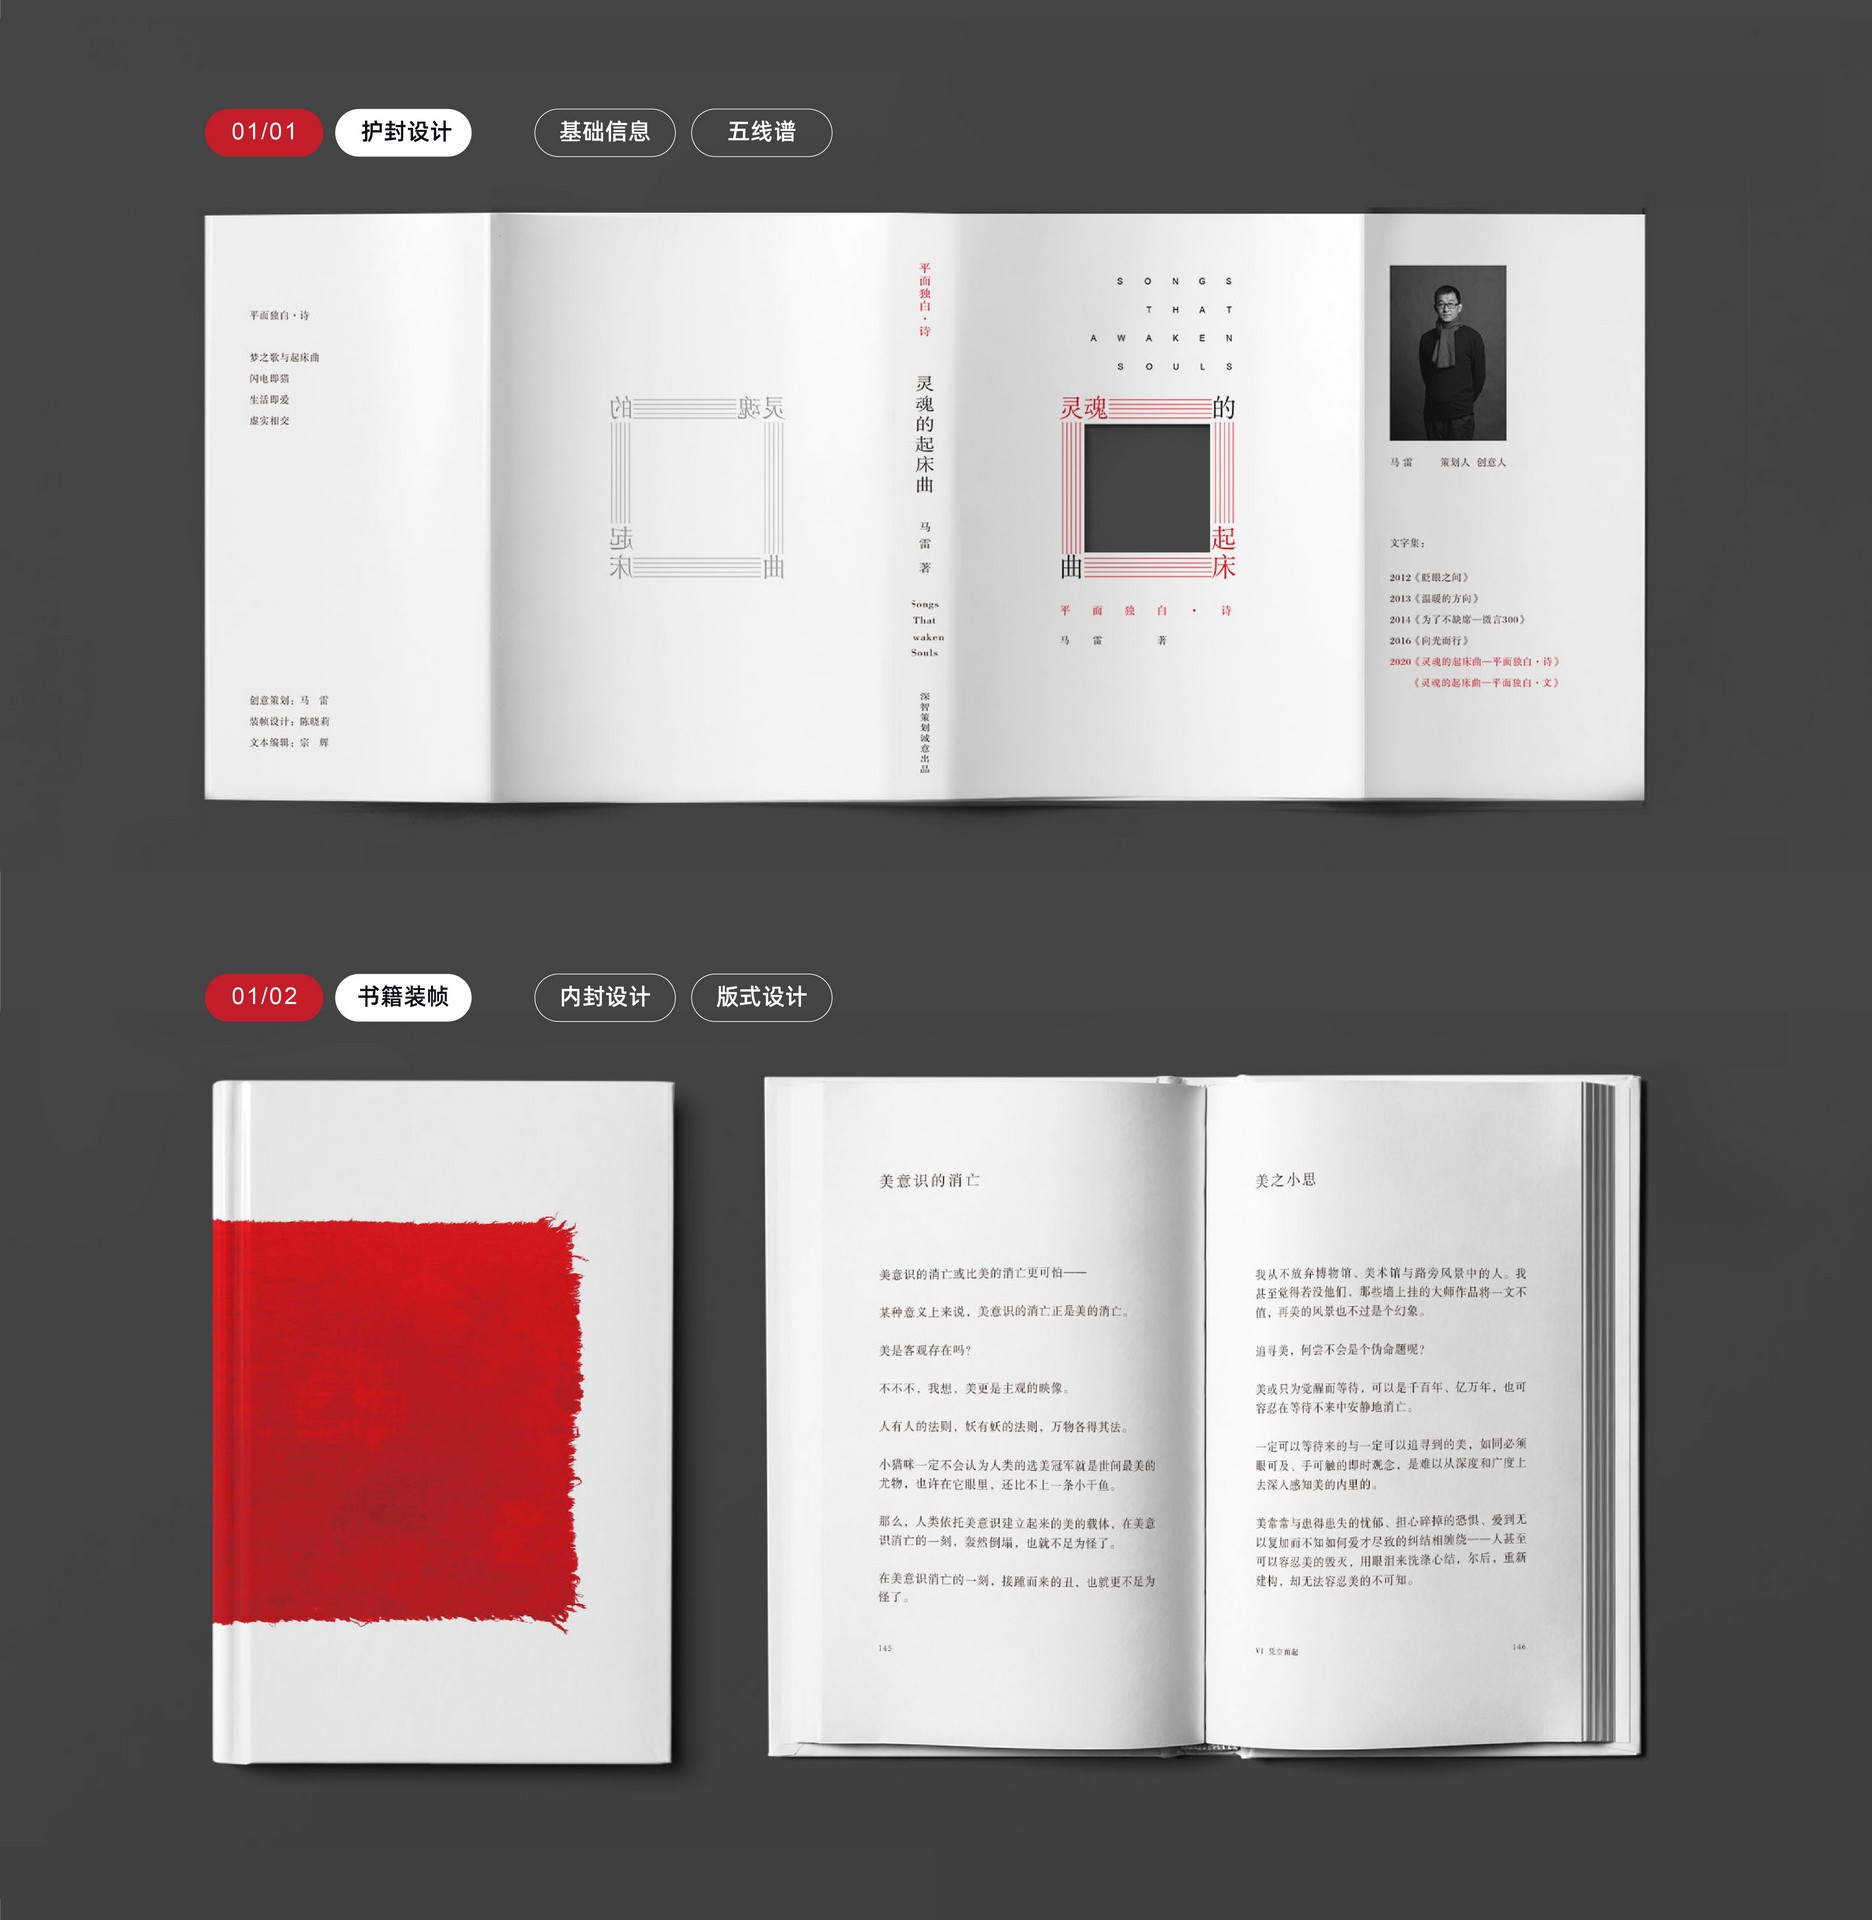 01/01 护封设计 基础信息 五线谱
平面独白·诗
梦之歌与起床曲
闪电即猫
生活即爱
虚实相交
创意策划：马 雷
装帧设计：陈晓莉
文本编辑：宗 辉
灵魂 的
起
床 曲
平面独白·诗
灵魂的起床曲
马雷 著
Songs
That
waken
Souls
深智策划诚意出品
SONGS
THAT
AWAKEN
SOULS
灵魂 的
起
曲 床
平面独白·诗
马雷 著
马雷 策划人 创意人
文字集：
2012《眨眼之间》
2013《温暖的方向》
2014《为了不缺席—微言300》
2016《向光而行》
2020《灵魂的起床曲—平面独白·诗》
《灵魂的起床曲—平面独白·文》
01/02 书籍装帧 内封设计 版式设计
美意识的消亡
美意识的消亡或比美的消亡更可怕——
某种意义上来说，美意识的消亡正是美的消亡。
美是客观存在吗？
不不不，我想，美更是主观的映像。
人有人的法则，妖有妖的法则，万物各得其法。
小猫咪一定不会认为人类的选美冠军就是世间最美的
尤物，也许在它眼里，还比不上一条小干鱼。
那么，人类依托美意识建立起来的美的载体，在美意
识消亡的一刻，轰然倒塌，也就不足为怪了。
在美意识消亡的一刻，接踵而来的丑，也就更不足为
怪了。
145
美之小思
我从不放弃博物馆、美术馆与路旁风景中的人。我
甚至觉得若没他们，那些墙上挂的大师作品将一文不
值，再美的风景也不过是个幻象。
追寻美，何尝不会是个伪命题呢？
美或只为觉醒而等待，可以是千百年、亿万年，也可
容忍在等待不来中安静地消亡。
一定可以等待来的与一定可以追寻到的美，如同必须
眼可及、手可触的即时观念，是难以从深度和广度上
去深入感知美的内里的。
美常常与患得患失的忧郁、担心碎掉的恐惧、爱到无
以复加而不知如何爱才尽致的纠结相缠绕——人甚至
可以容忍美的毁灭，用眼泪来洗涤心结，尔后，重新
建构，却无法容忍美的不可知。
VI 凭空而起
146